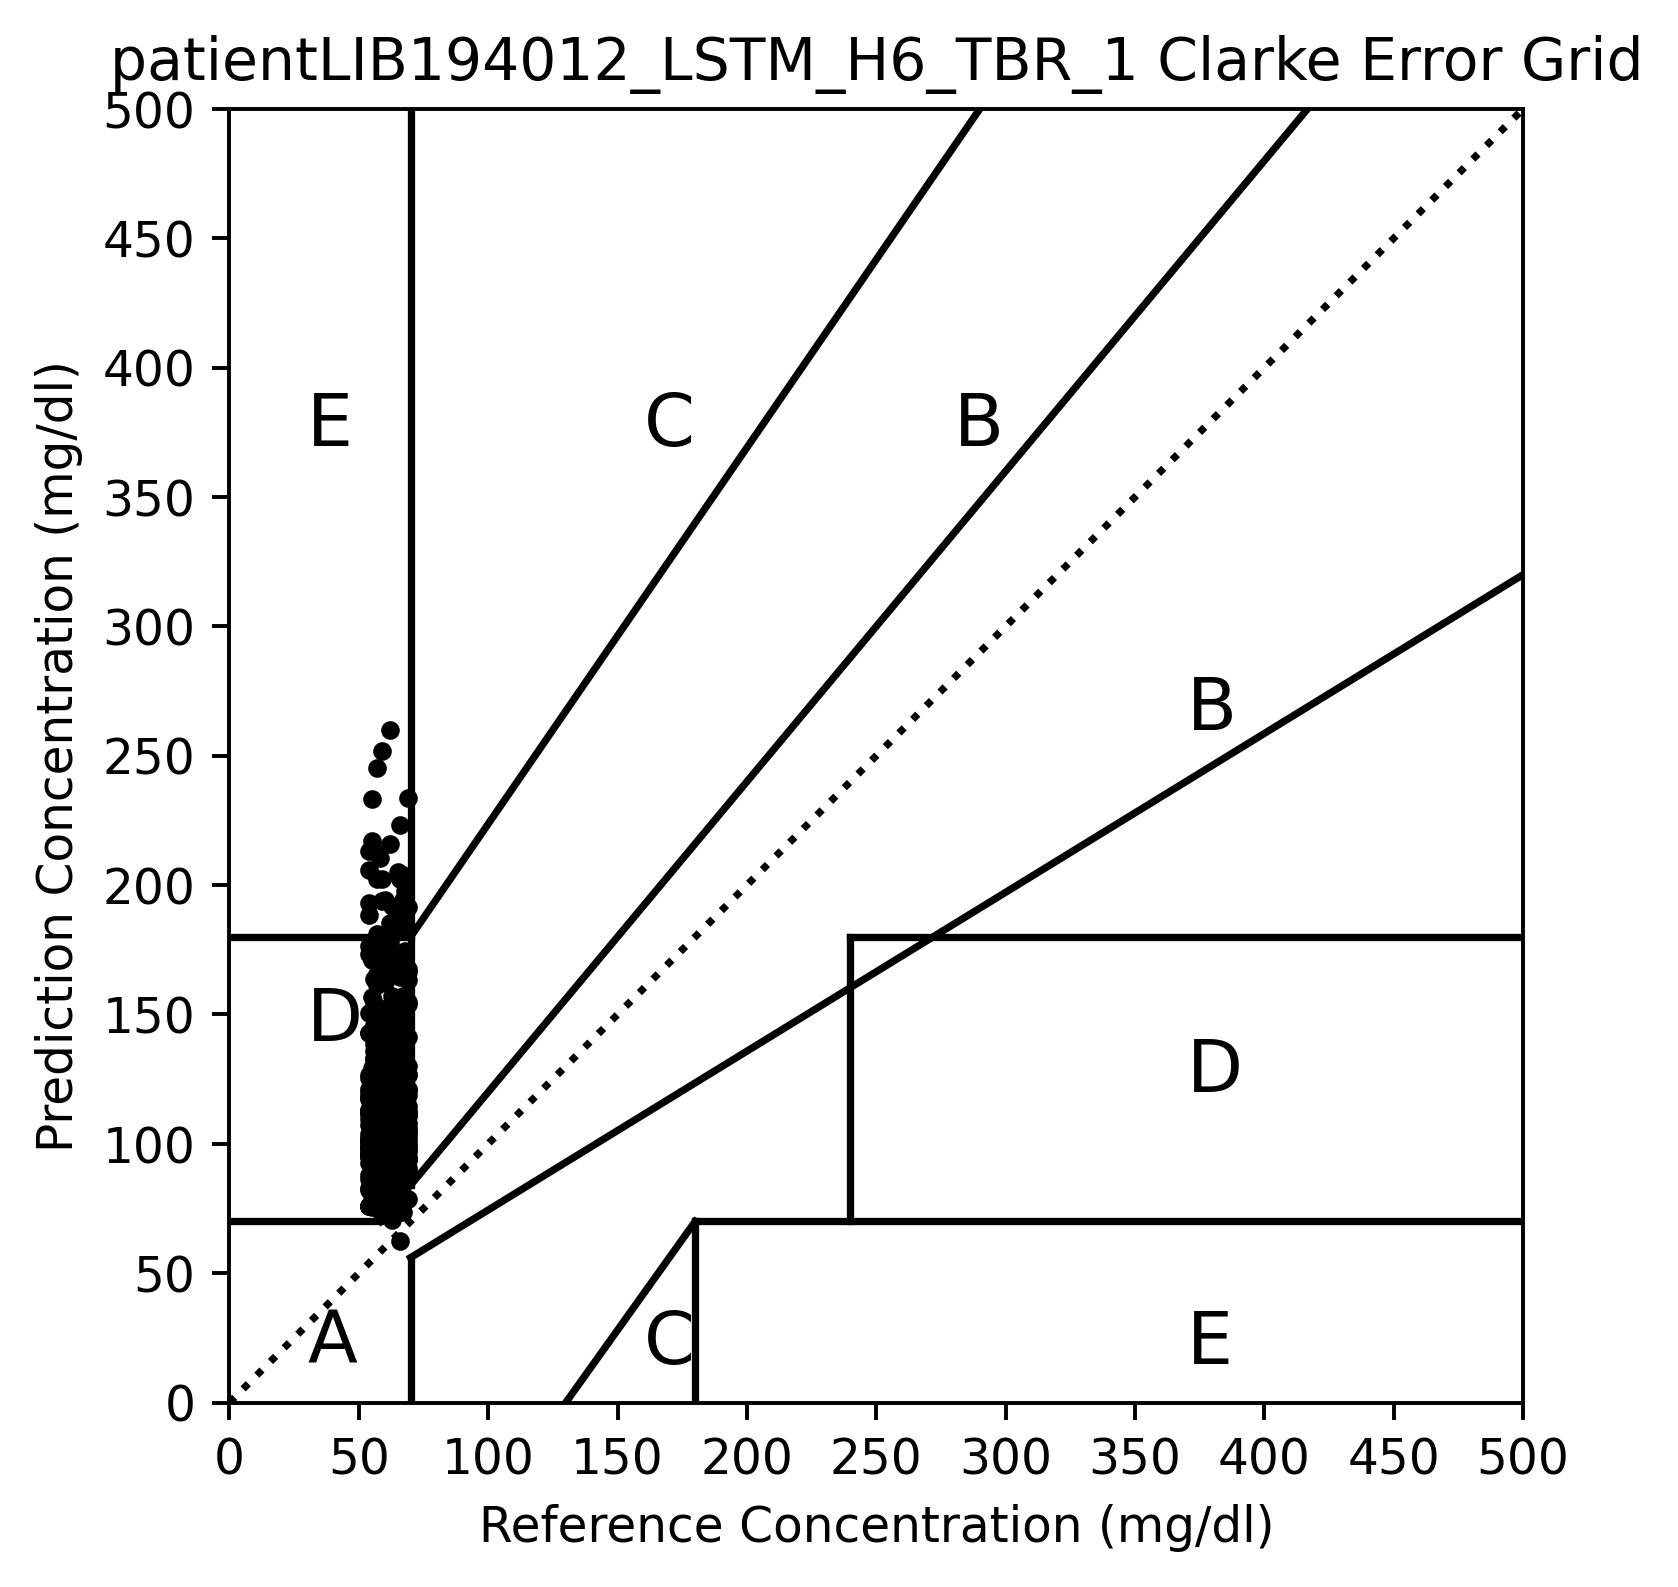 patientLIB194012_LSTM_H6_TBR_1 Clarke Error Grid
500
450
400
350
300
250
200
150
100
50
0
Prediction Concentration (mg/dl)
E
C
B
B
D
D
A
C
E
0 50 100 150 200 250 300 350 400 450 500
Reference Concentration (mg/dl)